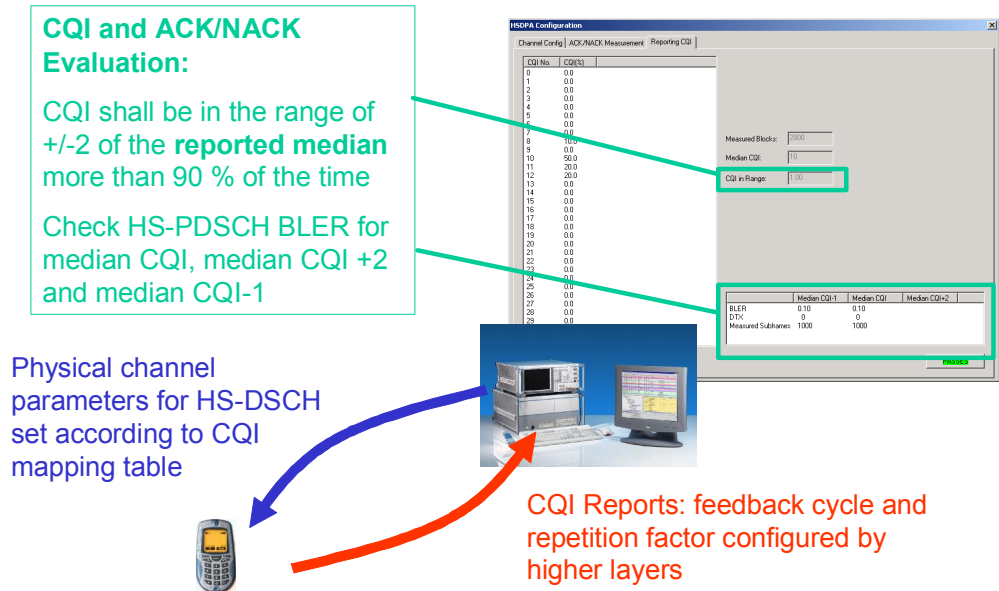 CQI and ACK/NACK
Evaluation:
CQI shall be in the range of
+/-2 of the reported median
more than 90 % of the time
Check HS-PDSCH BLER for
median CQI, median CQI +2
and median CQI-1
HSDPA Configuration
Channel Config ACK/NACK Measurement Reporting CQI
CQI No. CQI(%)
0 0.0
1 0.0
2 0.0
3 0.0
4 0.0
5 0.0
6 0.0
7 0.0
8 10.0
9 0.0
10 50.0
11 20.0
12 20.0
13 0.0
14 0.0
15 0.0
16 0.0
17 0.0
18 0.0
19 0.0
20 0.0
21 0.0
22 0.0
23 0.0
24 0.0
25 0.0
26 0.0
27 0.0
28 0.0
29 0.0
Measured Blocks: 2000
Median CQI: 10
CQI in Range: 1.00
Median CQI-1 Median CQI Median CQI+2
BLER 0.10 0.10
DTX 0 0
Measured Subframes 1000 1000
PASSED
Physical channel
parameters for HS-DSCH
set according to CQI
mapping table
CQI Reports: feedback cycle and
repetition factor configured by
higher layers